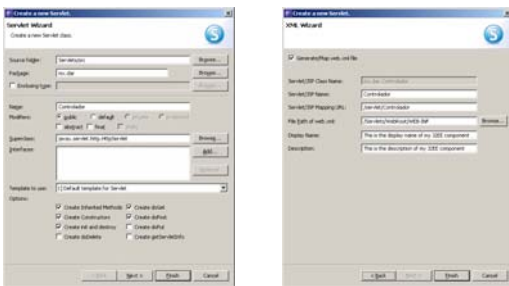 Create a new Servlet.
Servlet Wizard
Create a new Servlet class.
Source Folder: Servlets/src Browse...
Package: Browse...
Enclosing type:
Name: Controlador
Modifiers: public default private protected
abstract final static
Superclass: javax.servlet.http.HttpServlet Browse...
Interfaces: Add...
Remove
Template to use: 1) Default template for Servlet
Options:
Create Inherited Methods Create doGet
Create Constructors Create doPost
Create init and destroy Create doPut
Create doDelete Create getServletInfo
< Back Next > Finish Cancel
Create a new Servlet.
XML Wizard
Generate/Map web.xml file
Servlet/JSP Class Name:
Servlet/JSP Name: Controlador
Servlet/JSP Mapping URL: /servlet/Controlador
File Path of web.xml: /Servlets/WebRoot/WEB-INF Browse...
Display Name: This is the display name of my J2EE component
Description: This is the description of my J2EE component
< Back Next > Finish Cancel